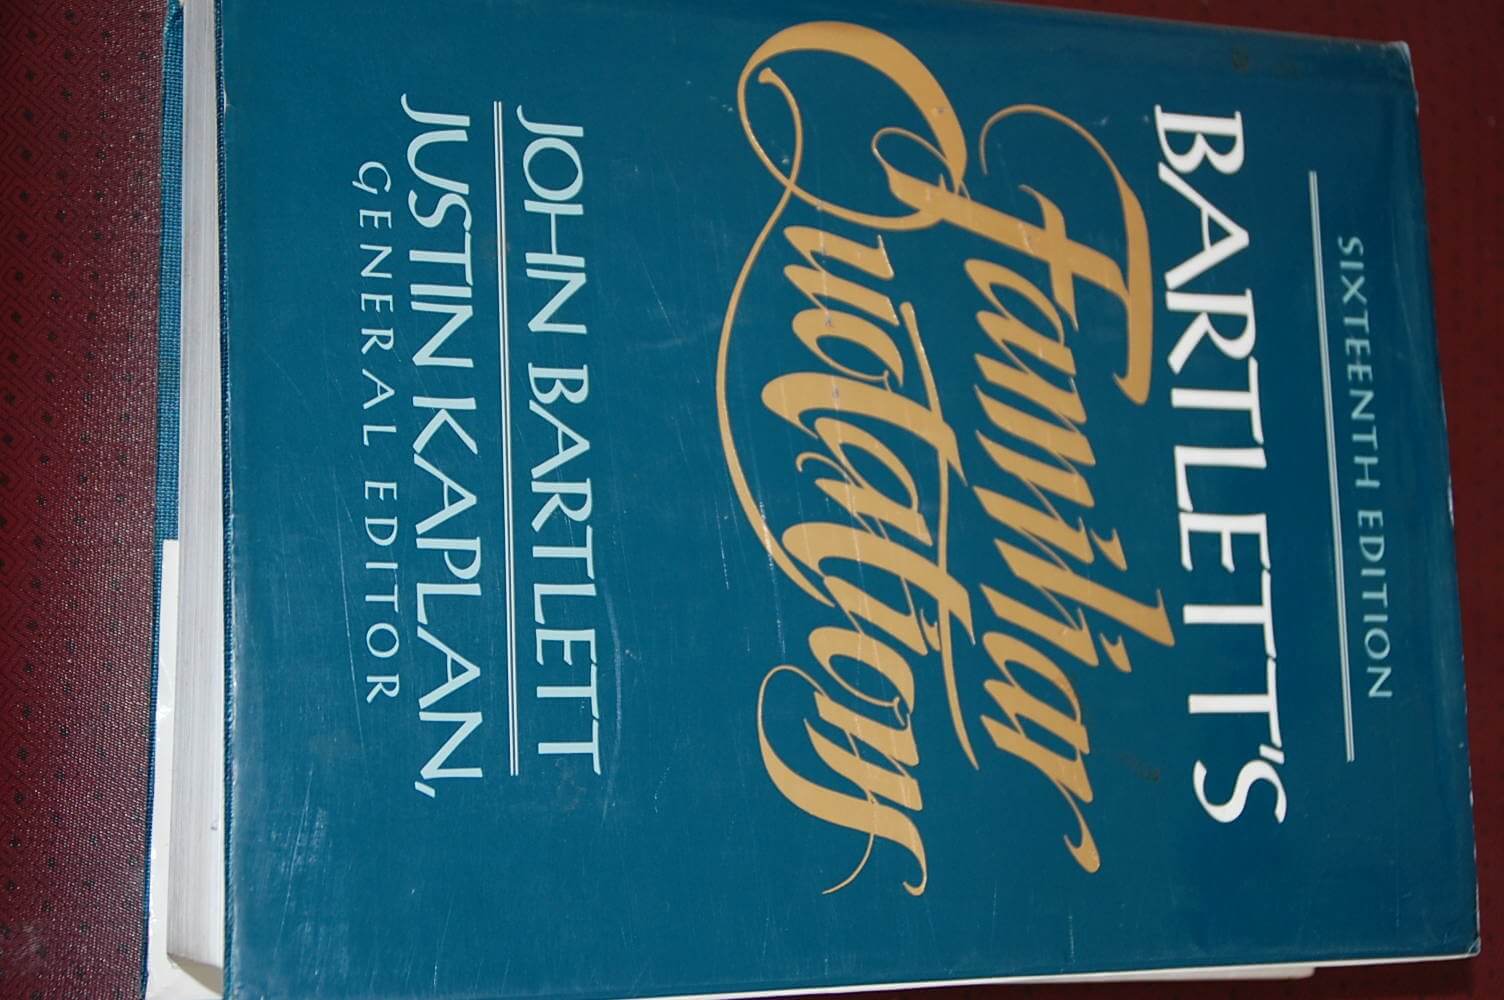 SIXTEENTH EDITION
BARTLETT'S
Familiar
Quotations
JOHN BARTLETT
JUSTIN KAPLAN,
GENERAL EDITOR